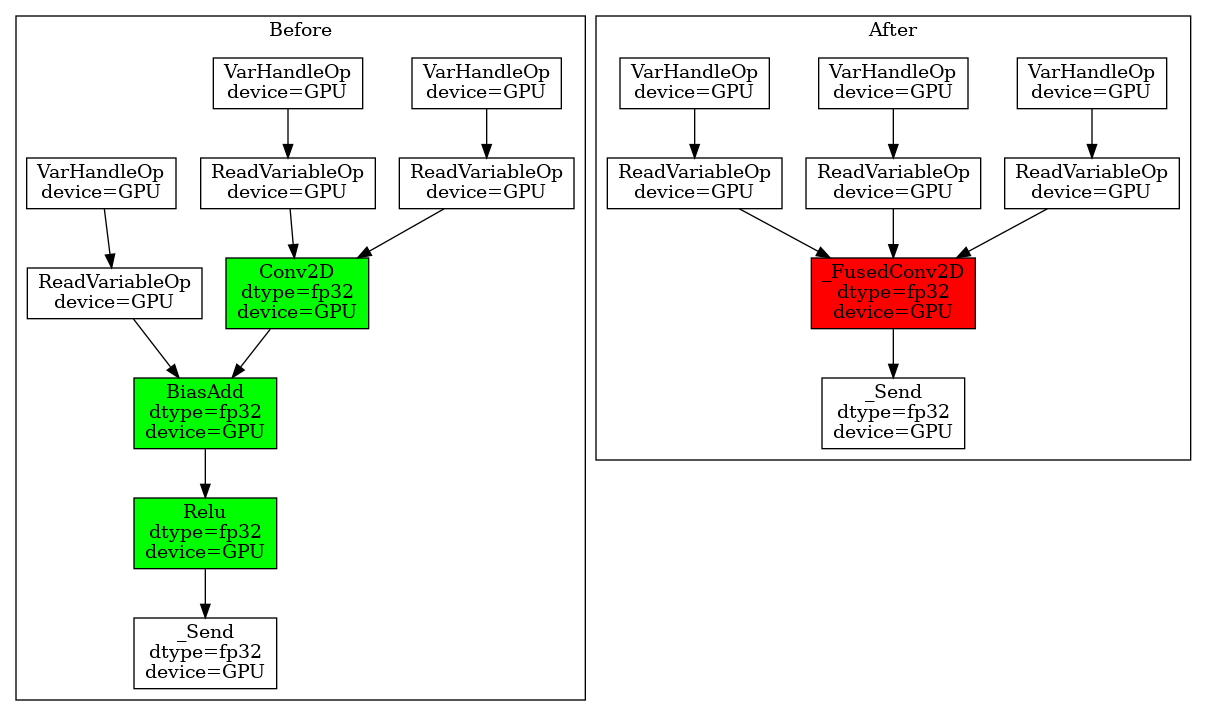 Before
VarHandleOp
device=GPU
VarHandleOp
device=GPU
VarHandleOp
device=GPU
ReadVariableOp
device=GPU
ReadVariableOp
device=GPU
ReadVariableOp
device=GPU
Conv2D
dtype=fp32
device=GPU
BiasAdd
dtype=fp32
device=GPU
Relu
dtype=fp32
device=GPU
_Send
dtype=fp32
device=GPU
After
VarHandleOp
device=GPU
VarHandleOp
device=GPU
VarHandleOp
device=GPU
ReadVariableOp
device=GPU
ReadVariableOp
device=GPU
ReadVariableOp
device=GPU
_FusedConv2D
dtype=fp32
device=GPU
_Send
dtype=fp32
device=GPU